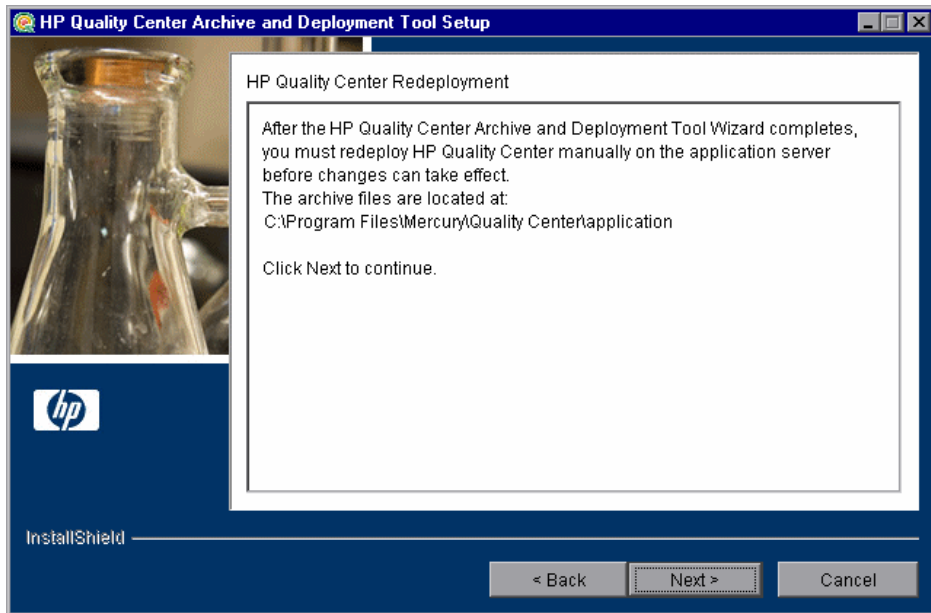 HP Quality Center Archive and Deployment Tool Setup
HP Quality Center Redeployment
After the HP Quality Center Archive and Deployment Tool Wizard completes,
you must redeploy HP Quality Center manually on the application server
before changes can take effect.
The archive files are located at:
C:\Program Files\Mercury\Quality Center\application
Click Next to continue.
hp
InstallShield
< Back
Next >
Cancel